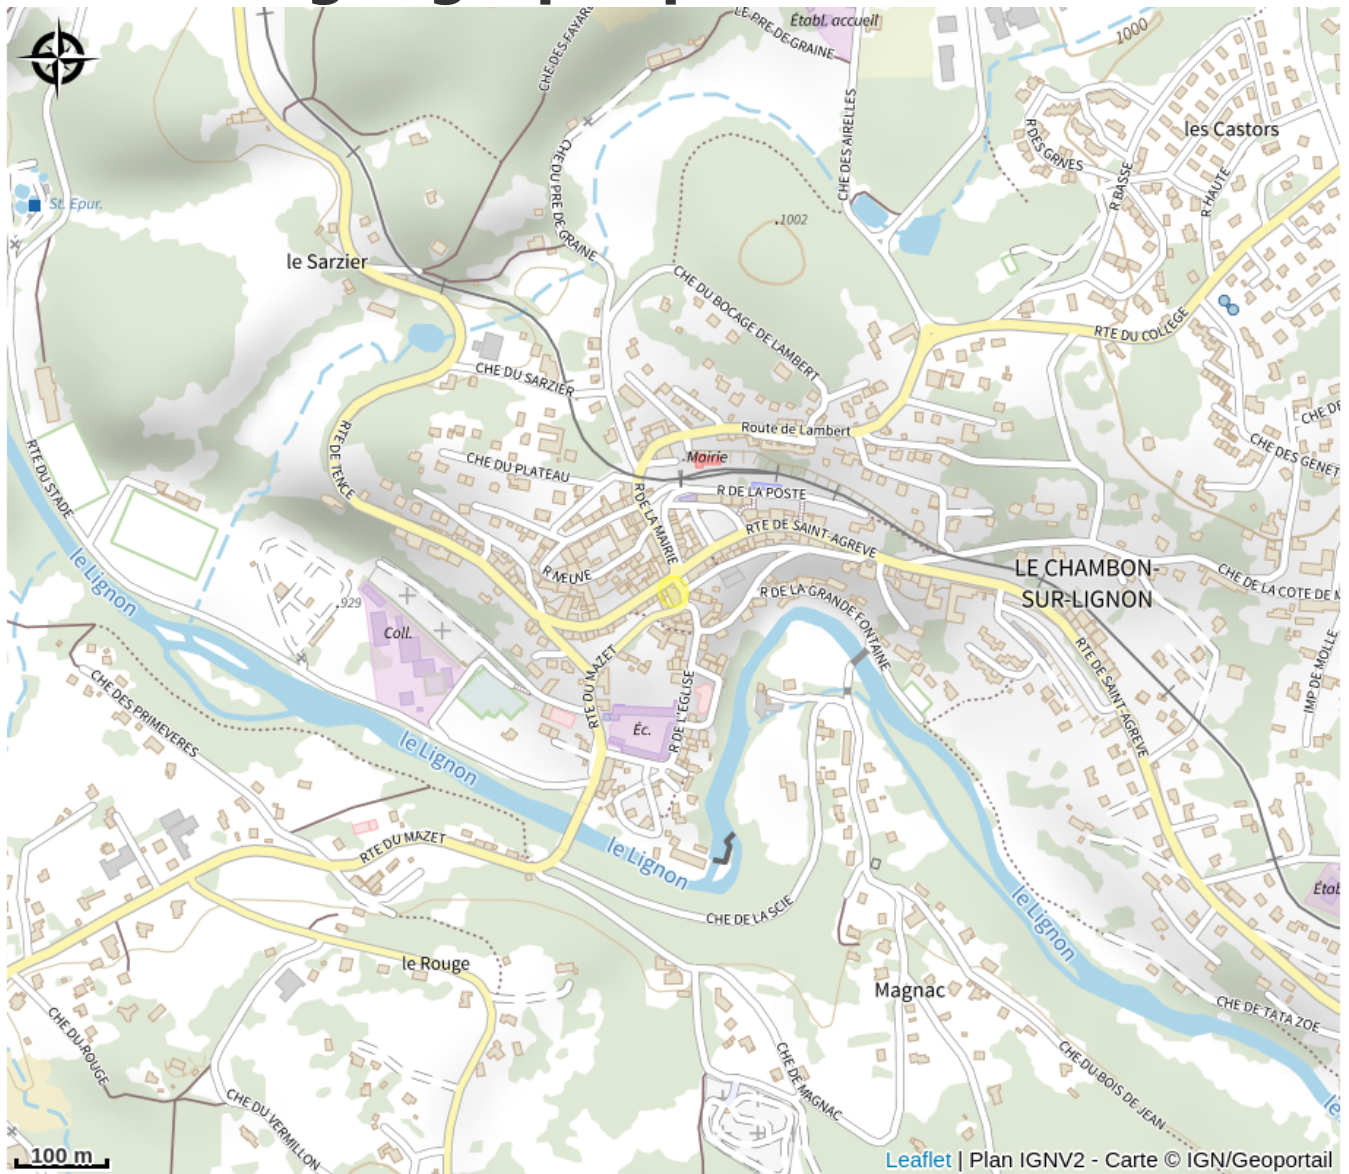 LE PRE DE GRAINE
Établ. accueil
1000
CHE DES FAYAR
CHE DES AIRELLES
les Castors
R DES GRNES
R BASSE
R HAUTE
CHE DU PRE DE GRAINE
St. Epur.
.1002
le Sarzier
CHE DU BOCAGE DE LAMBERT
RTE DU COLLEGE
CHE DU SARZIER
CHE DE
Route de Lambert
RTE DE TENCE
CHE DES GENET
Mairie
CHE DU PLATEAU
RTE DU STADE
R DE LA POSTE
R DE LA MAIRIE
RTE DE SAINT-AGREVE
le Lignon
R NEUVE
LE CHAMBON-
SUR-LIGNON
CHE DE LA COTE DE M
R DE LA GRANDE FONTAINE
.929
Coll.
RTE DU MAZET
R DE L'EGLISE
RTE DE SAINT-AGREVE
IMP DE MOLLE
CHE DES PRIMEVERES
Éc.
le Lignon
RTE DU MAZET
le Lignon
Étab
CHE DE LA SCIE
le Lignon
le Rouge
Magnac
CHE DE TATA ZOE
CHE DU ROUGE
CHE DE MAGNAC
CHE DU BOIS DE JEAN
CHE DU VERMILLON
le
100 m
Leaflet | Plan IGNV2 - Carte © IGN/Geoportail